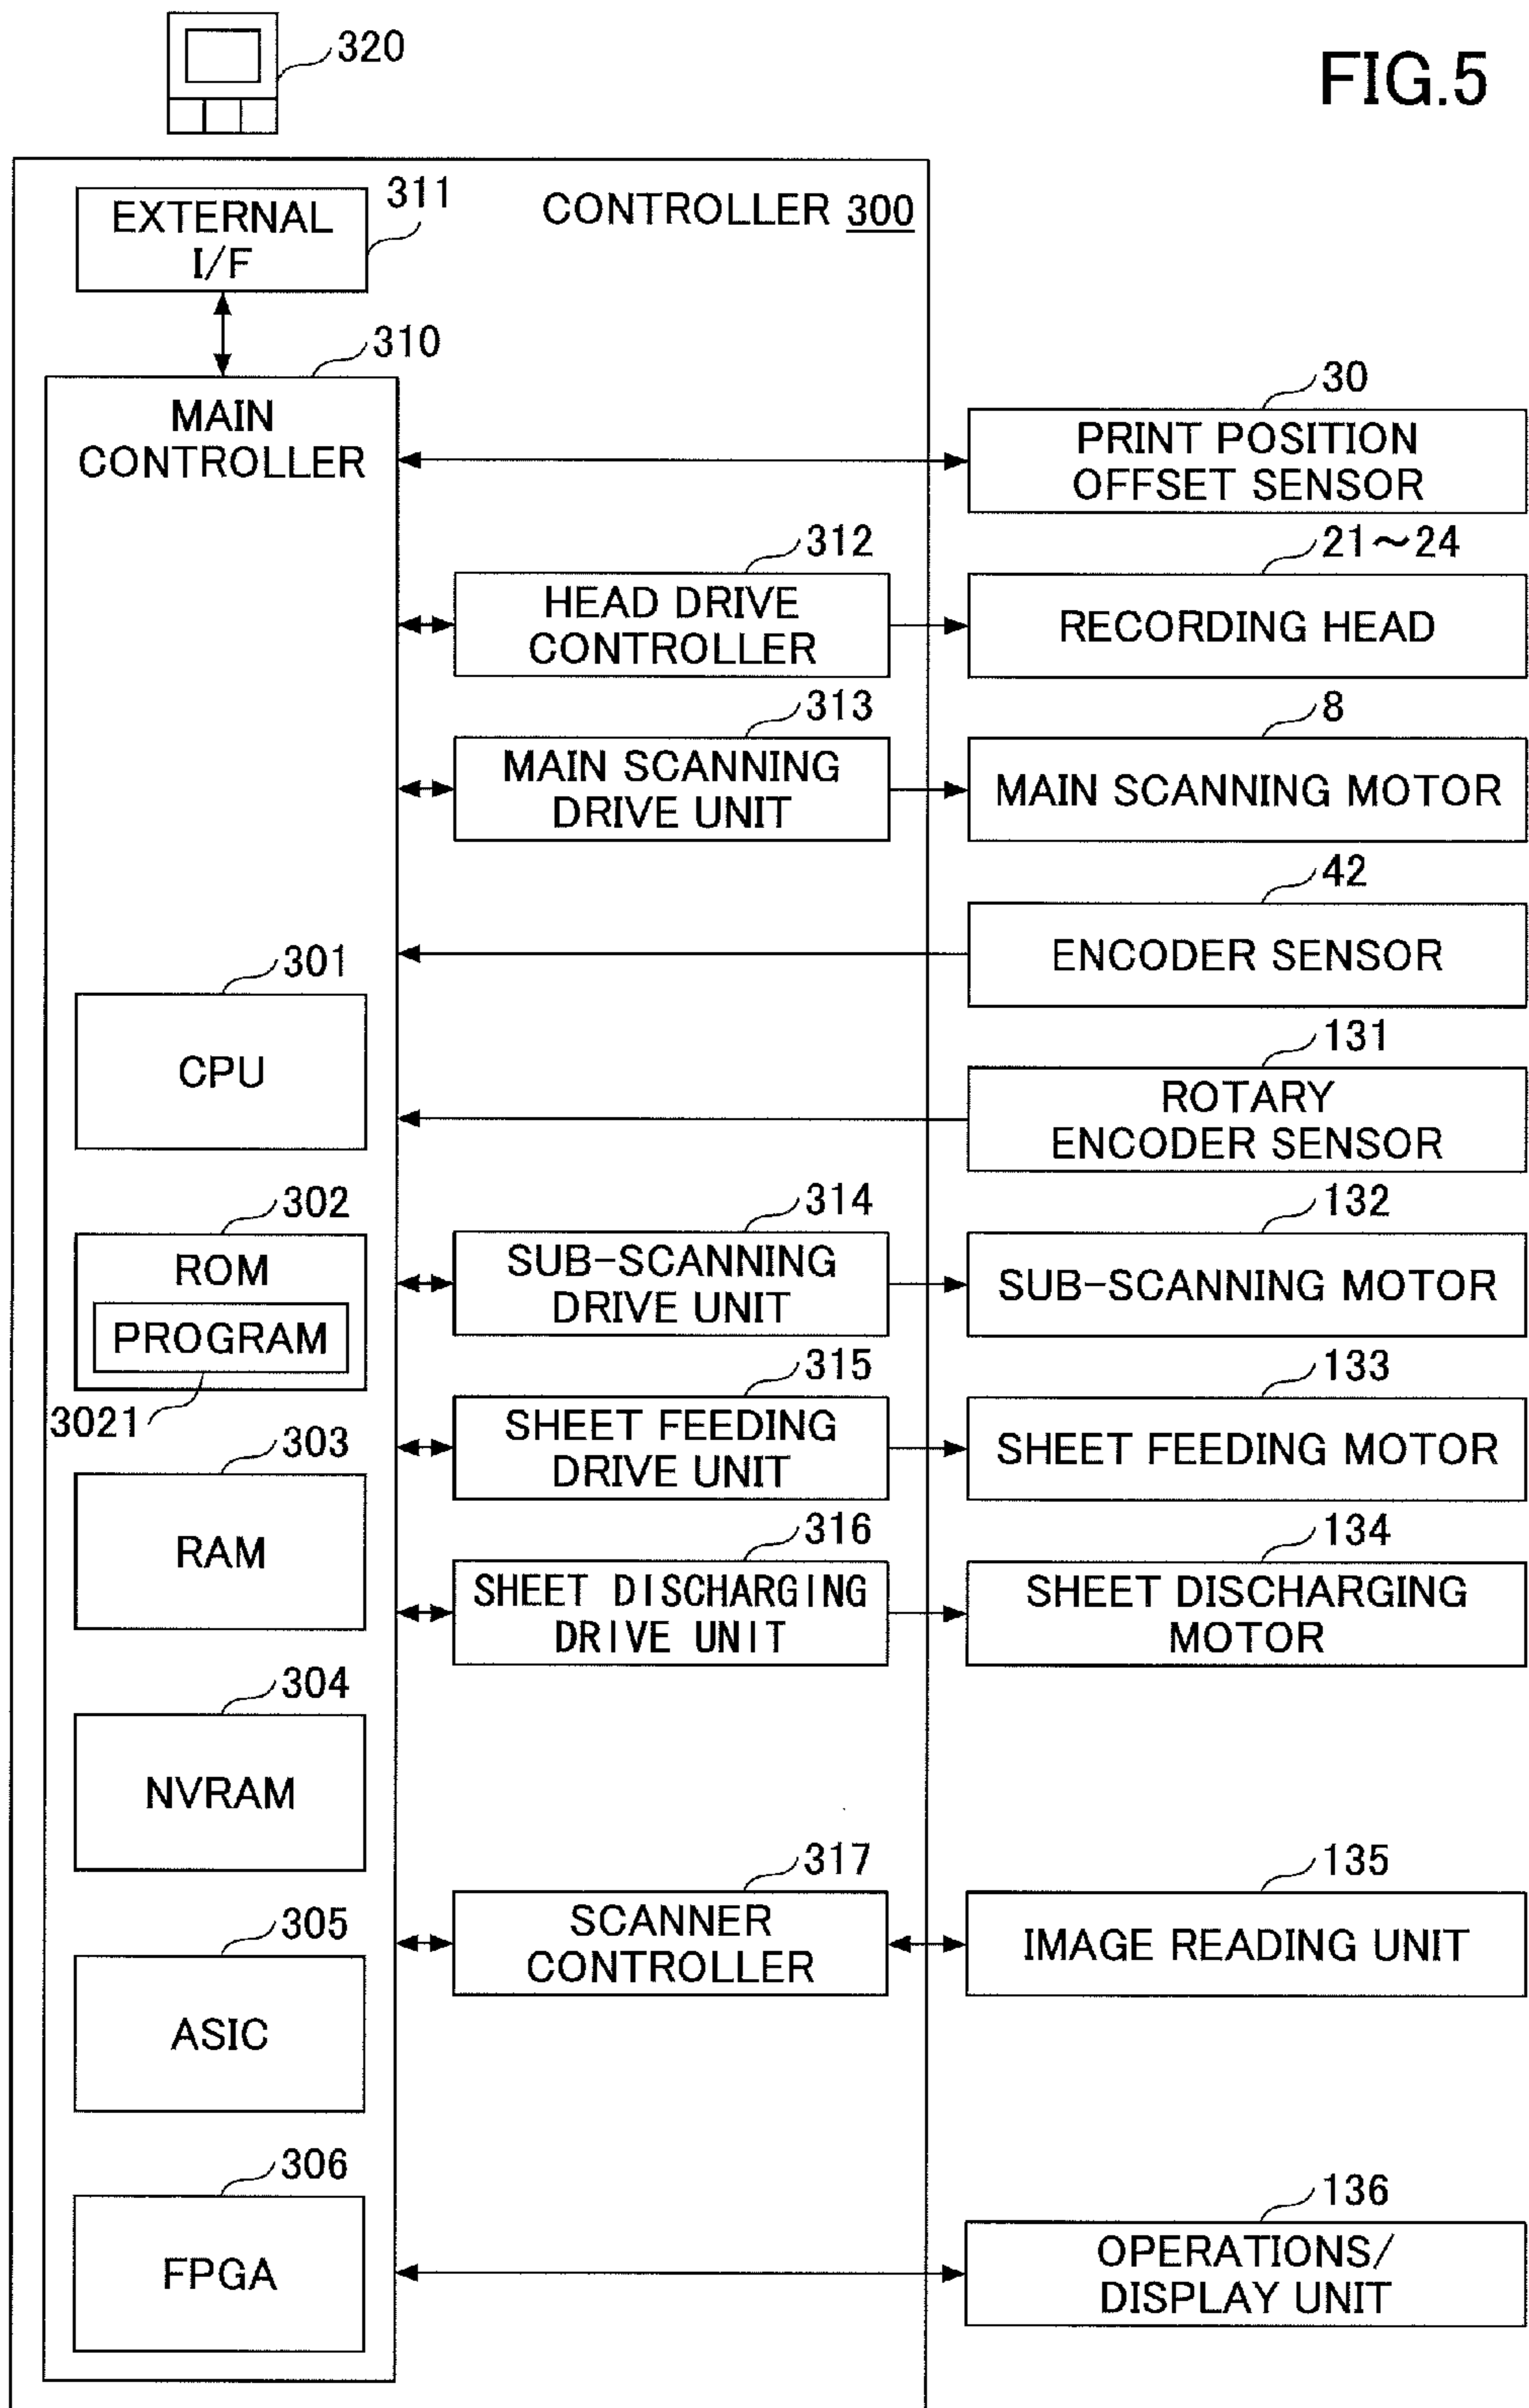 FIG.5
320
CONTROLLER 300
EXTERNAL
I/F
311
310
MAIN
CONTROLLER
30
PRINT POSITION
OFFSET SENSOR
312
HEAD DRIVE
CONTROLLER
21～24
RECORDING HEAD
313
MAIN SCANNING
DRIVE UNIT
8
MAIN SCANNING MOTOR
42
ENCODER SENSOR
301
CPU
131
ROTARY
ENCODER SENSOR
302
ROM
PROGRAM
3021
314
SUB-SCANNING
DRIVE UNIT
132
SUB-SCANNING MOTOR
315
SHEET FEEDING
DRIVE UNIT
133
SHEET FEEDING MOTOR
303
RAM
316
SHEET DISCHARGING
DRIVE UNIT
134
SHEET DISCHARGING
MOTOR
304
NVRAM
317
SCANNER
CONTROLLER
135
IMAGE READING UNIT
305
ASIC
306
FPGA
136
OPERATIONS/
DISPLAY UNIT